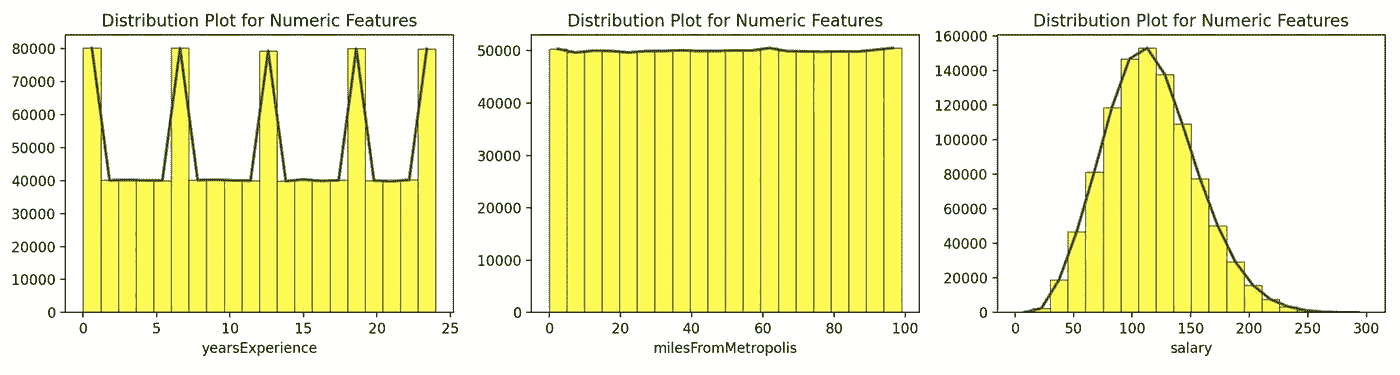 Distribution Plot for Numeric Features
80000
70000
60000
50000
40000
30000
20000
10000
0
0 5 10 15 20 25
yearsExperience
Distribution Plot for Numeric Features
50000
40000
30000
20000
10000
0
0 20 40 60 80 100
milesFromMetropolis
Distribution Plot for Numeric Features
160000
140000
120000
100000
80000
60000
40000
20000
0
0 50 100 150 200 250 300
salary